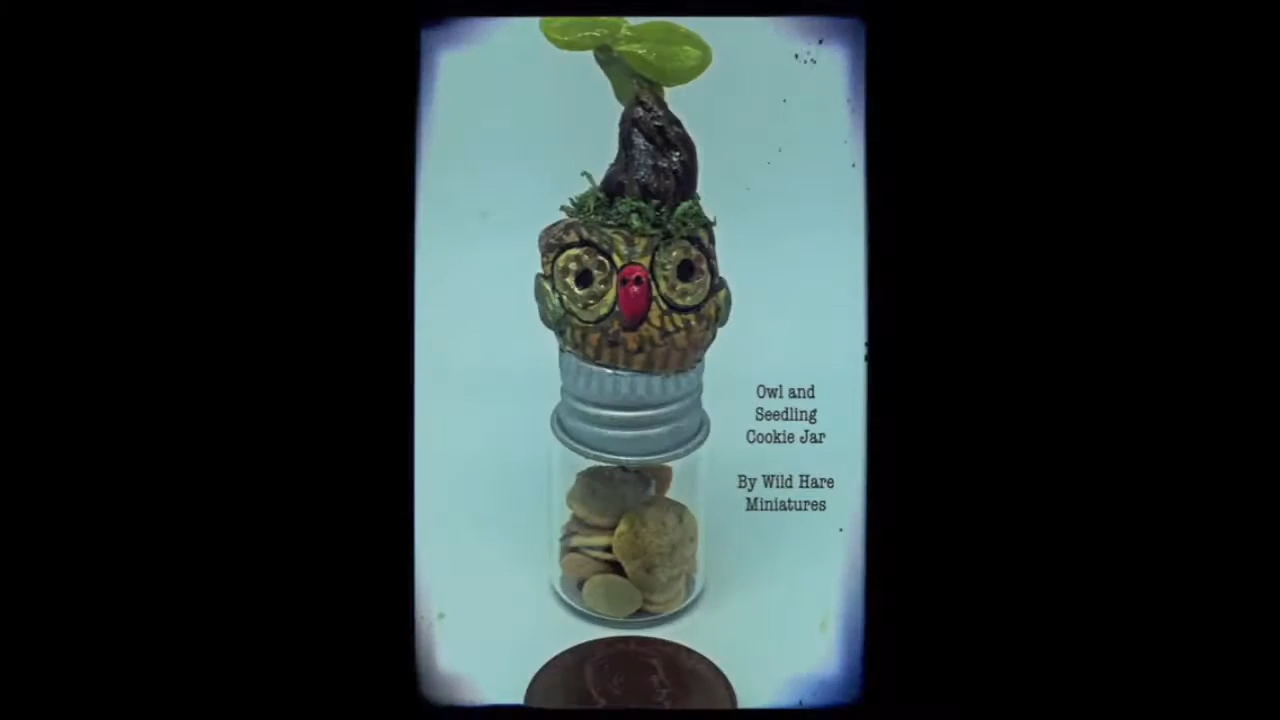 Owl and
Seedling
Cookie Jar
By Wild Hare
Miniatures